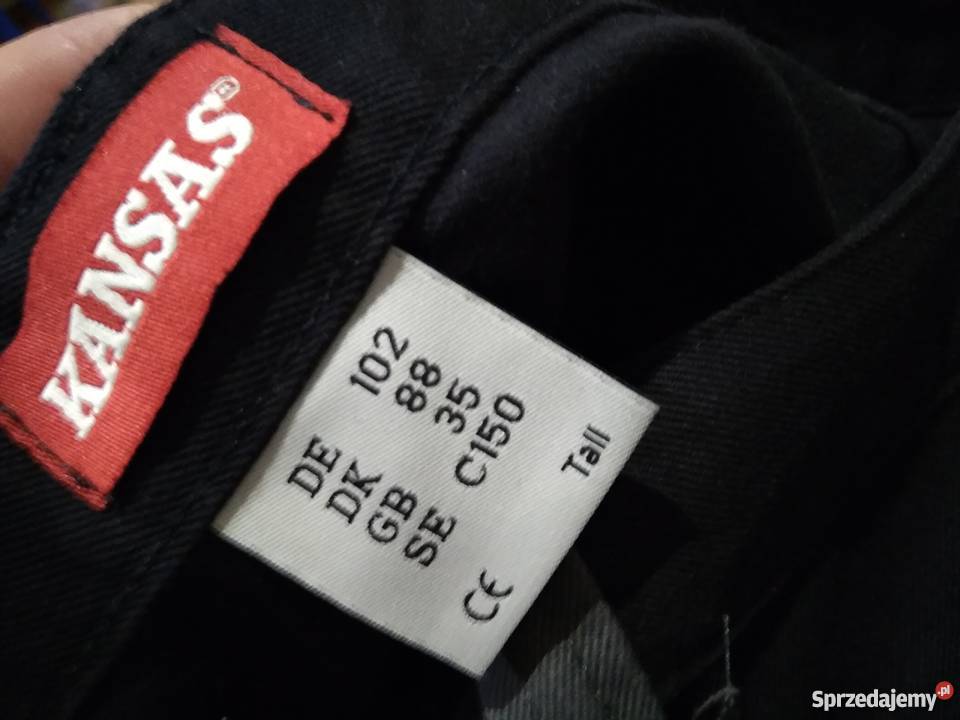 KANSAS®
DE 102
DK 88
GB 35
SE C150
CE Tall
Sprzedajemy.pl